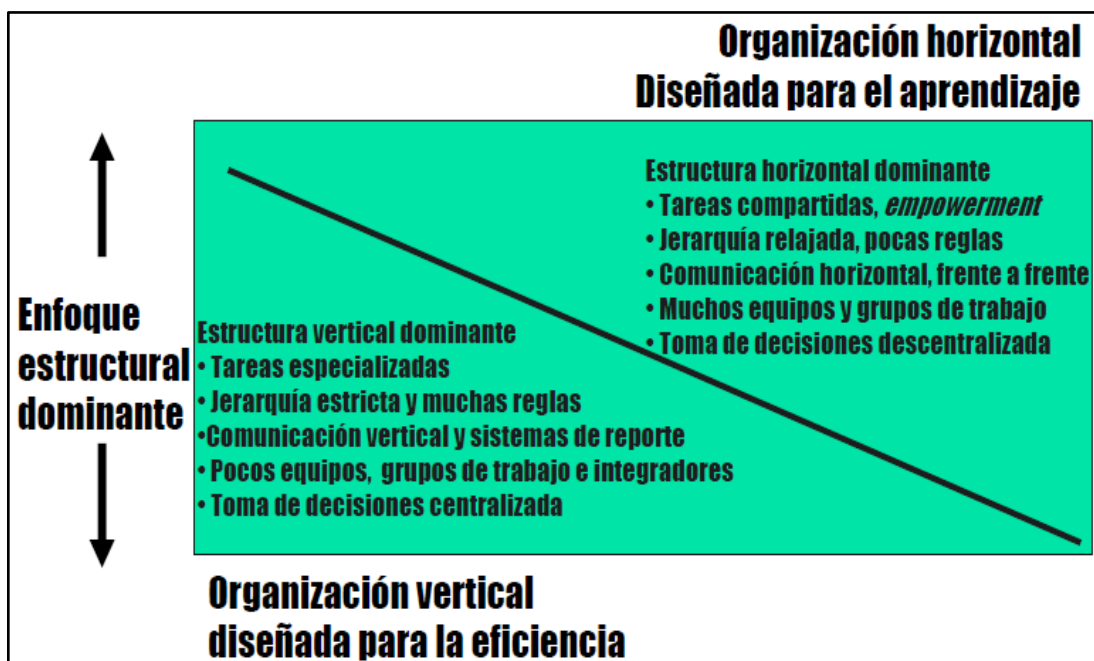 Organización horizontal
Diseñada para el aprendizaje
Enfoque
estructural
dominante
Estructura horizontal dominante
• Tareas compartidas, empowerment
• Jerarquía relajada, pocas reglas
• Comunicación horizontal, frente a frente
• Muchos equipos y grupos de trabajo
• Toma de decisiones descentralizada
Estructura vertical dominante
• Tareas especializadas
• Jerarquía estricta y muchas reglas
•Comunicación vertical y sistemas de reporte
• Pocos equipos, grupos de trabajo e integradores
• Toma de decisiones centralizada
Organización vertical
diseñada para la eficiencia